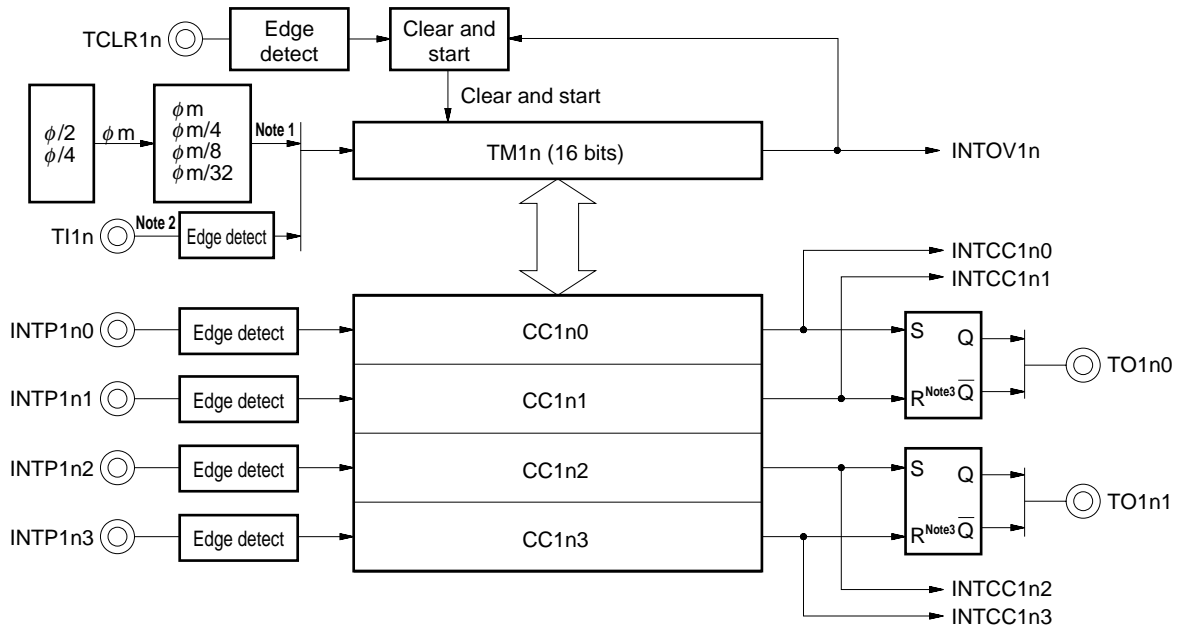 TCLR1n
Edge
detect
Clear and
start
Clear and start
φ/2
φ/4
φm
φm
φm/4
φm/8
φm/32
Note 1
TM1n (16 bits)
INTOV1n
TI1n
Note 2
Edge detect
INTCC1n0
INTCC1n1
INTP1n0
Edge detect
CC1n0
S
Q
TO1n0
INTP1n1
Edge detect
CC1n1
R Note3
Q̅
INTP1n2
Edge detect
CC1n2
S
Q
TO1n1
INTP1n3
Edge detect
CC1n3
R Note3
Q̅
INTCC1n2
INTCC1n3